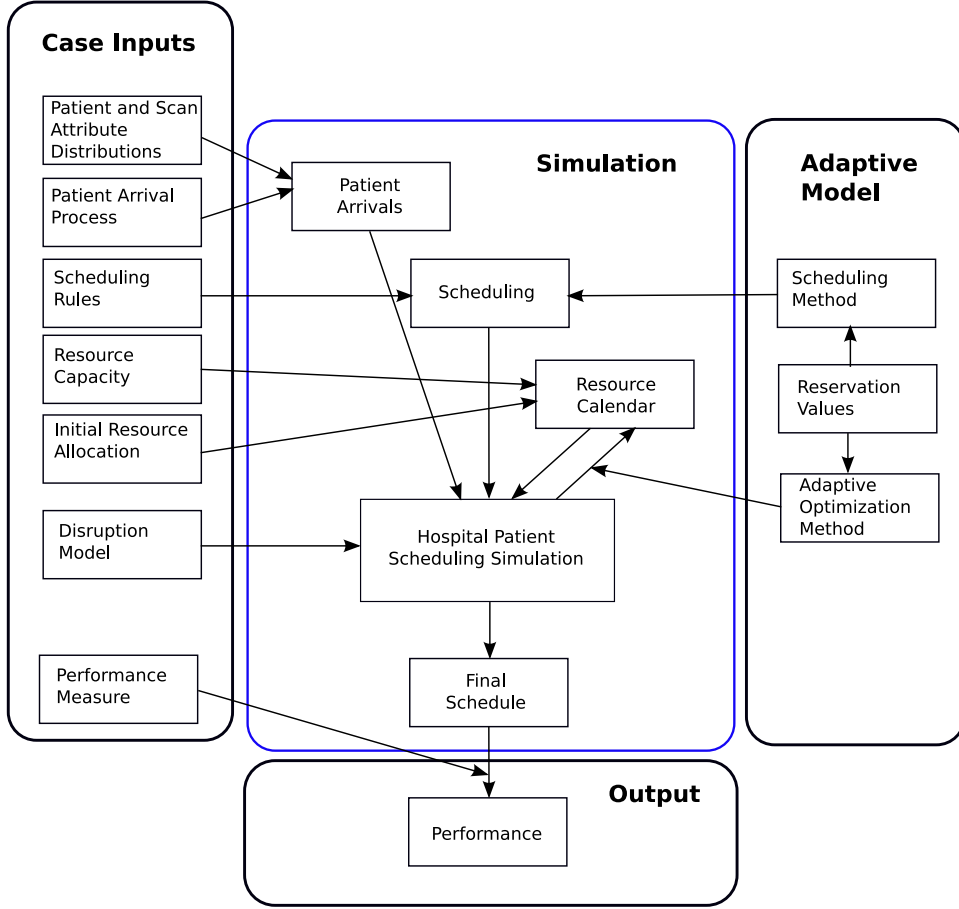 Case Inputs
Patient and Scan
Attribute
Distributions
Patient Arrival
Process
Scheduling
Rules
Resource
Capacity
Initial Resource
Allocation
Disruption
Model
Performance
Measure
Simulation
Patient
Arrivals
Scheduling
Resource
Calendar
Hospital Patient
Scheduling Simulation
Final
Schedule
Adaptive
Model
Scheduling
Method
Reservation
Values
Adaptive
Optimization
Method
Output
Performance